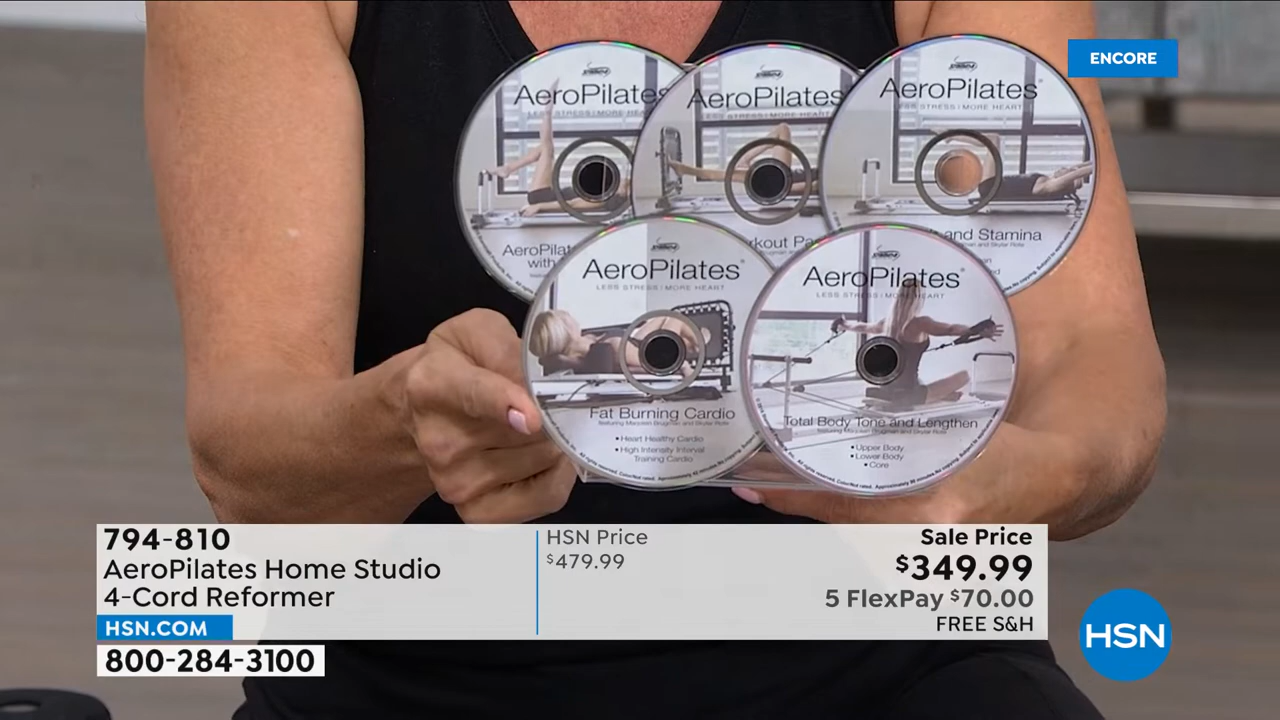 ENCORE
AeroPilates
LESS STRESS | MORE HEART
AeroPilates
LESS STRESS | MORE HEART
AeroPilates
LESS STRESS | MORE HEART
with
and Stamina
AeroPilates
LESS STRESS | MORE HEART
Fat Burning Cardio
• Heart Healthy Cardio
• High Intensity Interval
Training Cardio
AeroPilates
LESS STRESS | MORE HEART
Total Body Tone and Lengthen
• Upper Body
• Lower Body
• Core
794-810
AeroPilates Home Studio
4-Cord Reformer
HSN.COM
800-284-3100
HSN Price
$479.99
Sale Price
$349.99
5 FlexPay $70.00
FREE S&H
HSN